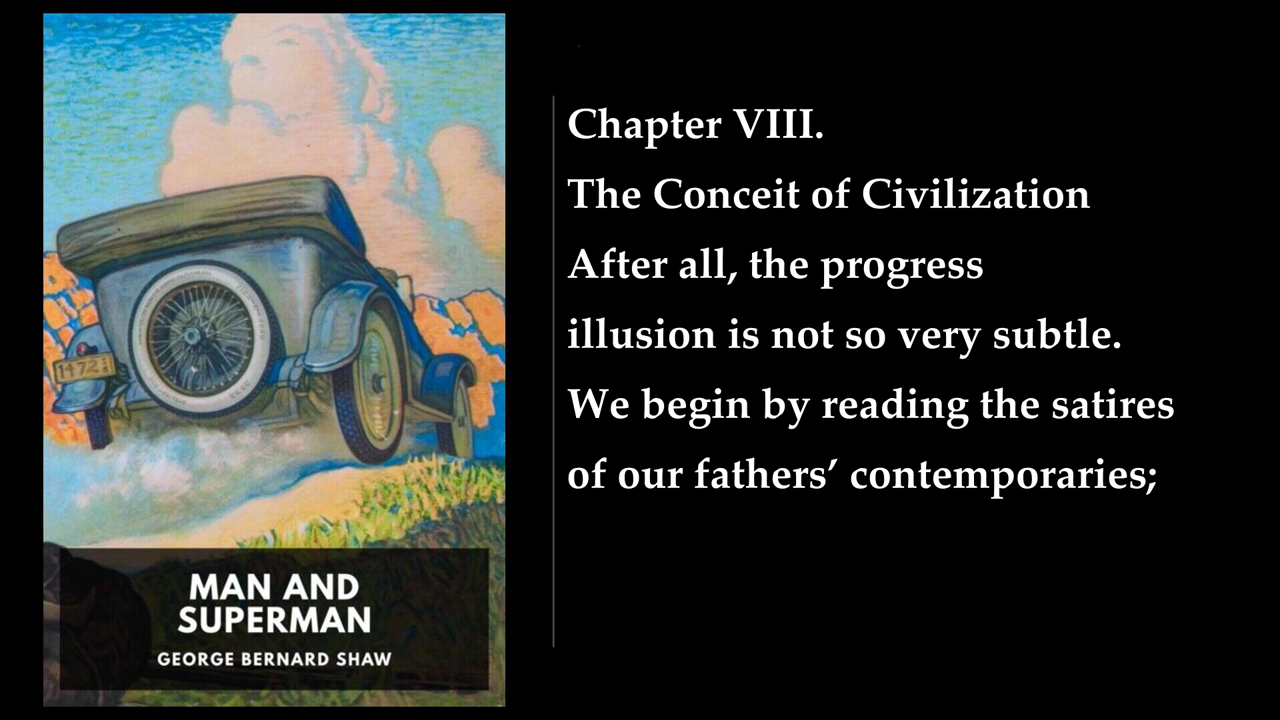 Chapter VIII.
The Conceit of Civilization
After all, the progress
illusion is not so very subtle.
We begin by reading the satires
of our fathers’ contemporaries;
1472
MAN AND
SUPERMAN
GEORGE BERNARD SHAW